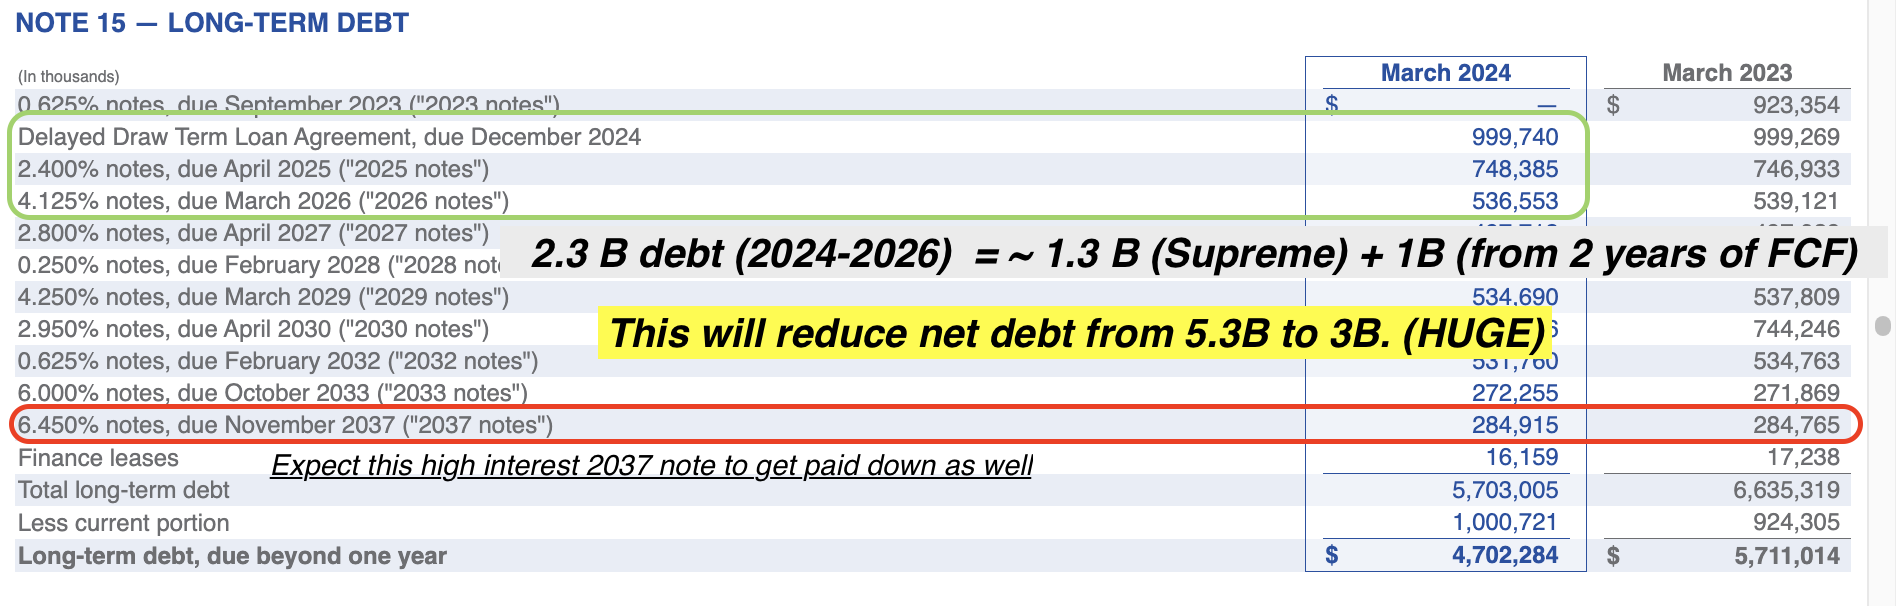 NOTE 15 — LONG-TERM DEBT
(In thousands) March 2024 March 2023
0.625% notes, due September 2023 ("2023 notes") $ — $ 923,354
Delayed Draw Term Loan Agreement, due December 2024 999,740 999,269
2.400% notes, due April 2025 ("2025 notes") 748,385 746,933
4.125% notes, due March 2026 ("2026 notes") 536,553 539,121
2.800% notes, due April 2027 ("2027 notes")
2.3 B debt (2024-2026) = ~ 1.3 B (Supreme) + 1B (from 2 years of FCF)
0.250% notes, due February 2028 ("2028
4.250% notes, due March 2029 ("2029 notes") 534,690 537,809
2.950% notes, due April 2030 ("2030 notes") 744,246
This will reduce net debt from 5.3B to 3B. (HUGE)
0.625% notes, due February 2032 ("2032 notes") 531,760 534,763
6.000% notes, due October 2033 ("2033 notes") 272,255 271,869
6.450% notes, due November 2037 ("2037 notes") 284,915 284,765
Finance leases 16,159 17,238
Expect this high interest 2037 note to get paid down as well
Total long-term debt 5,703,005 6,635,319
Less current portion 1,000,721 924,305
Long-term debt, due beyond one year $ 4,702,284 $ 5,711,014